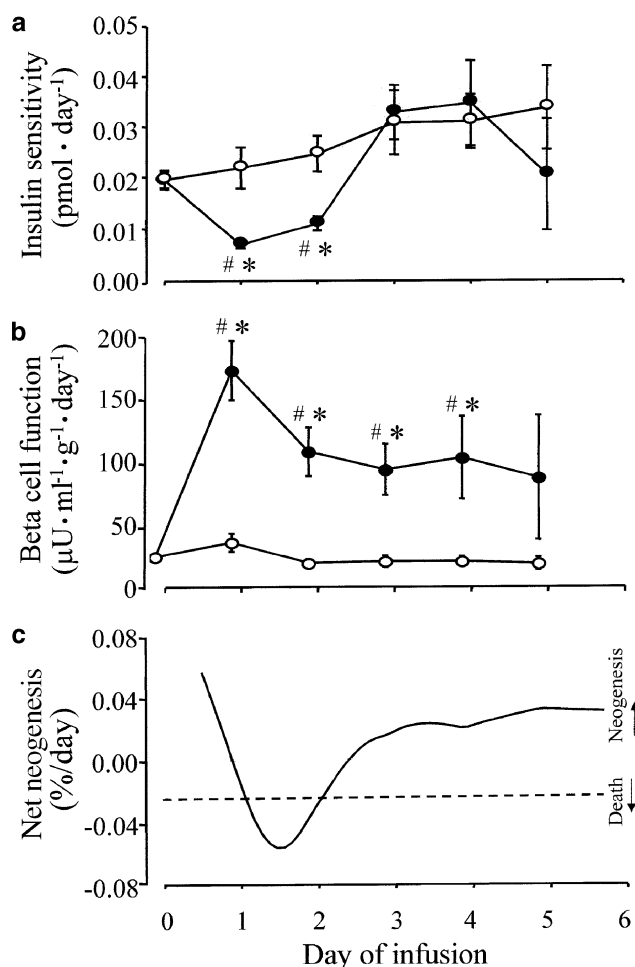 a
Insulin sensitivity
(pmol · day⁻¹)
0.05
0.04
0.03
0.02
0.01
0.00
# *
# *
b
Beta cell function
(µU · ml⁻¹ · g⁻¹ · day⁻¹)
200
150
100
50
0
# *
# *
# *
# *
c
Net neogenesis
(%/day)
0.08
0.04
0.00
-0.04
-0.08
Neogenesis
Death
0 1 2 3 4 5 6
Day of infusion